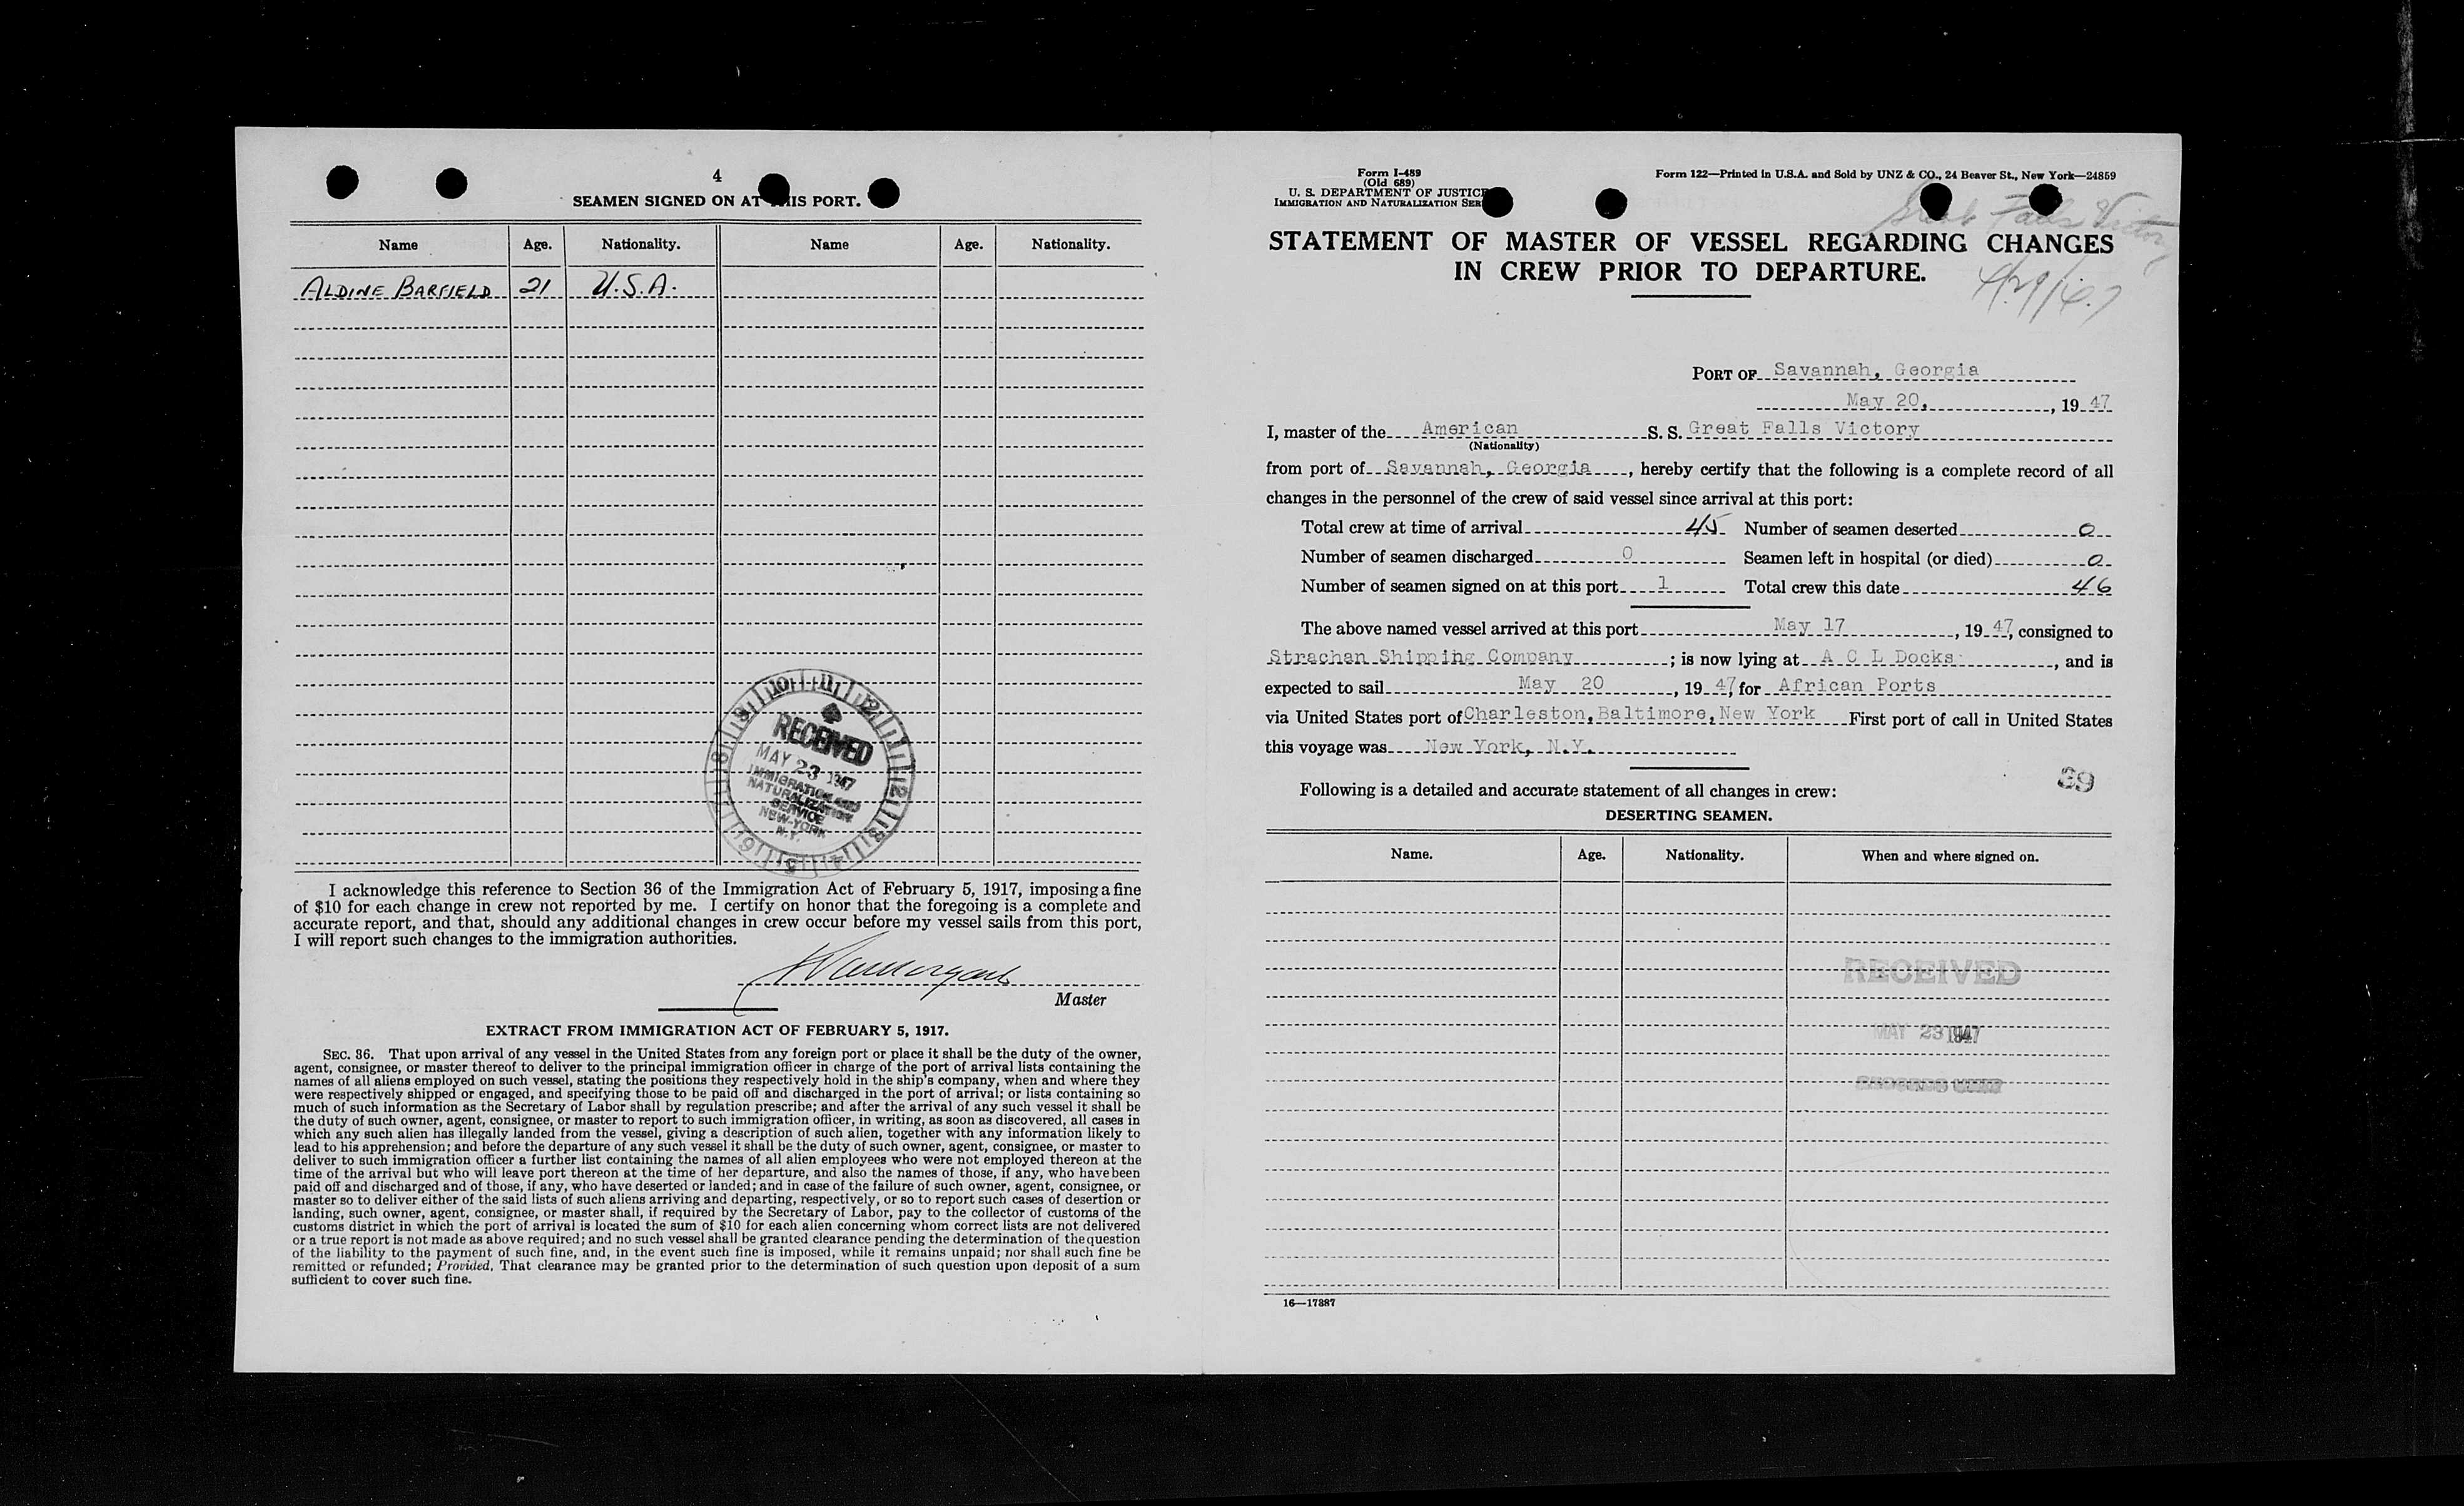 4
SEAMEN SIGNED ON AT THIS PORT.
Name Age. Nationality. Name Age. Nationality.
ALDINE BARFIELD 21 U.S.A.
RECEIVED
MAY 23 1947
IMMIGRATION AND
NATURALIZATION
SERVICE
NEW-YORK
N.Y.
I acknowledge this reference to Section 36 of the Immigration Act of February 5, 1917, imposing a fine
of $10 for each change in crew not reported by me. I certify on honor that the foregoing is a complete and
accurate report, and that, should any additional changes in crew occur before my vessel sails from this port,
I will report such changes to the immigration authorities.
Master
EXTRACT FROM IMMIGRATION ACT OF FEBRUARY 5, 1917.
SEC. 36. That upon arrival of any vessel in the United States from any foreign port or place it shall be the duty of the owner,
agent, consignee, or master thereof to deliver to the principal immigration officer in charge of the port of arrival lists containing the
names of all aliens employed on such vessel, stating the positions they respectively hold in the ship's company, when and where they
were respectively shipped or engaged, and specifying those to be paid off and discharged in the port of arrival; or lists containing so
much of such information as the Secretary of Labor shall by regulation prescribe; and after the arrival of any such vessel it shall be
the duty of such owner, agent, consignee, or master to report to such immigration officer, in writing, as soon as discovered, all cases in
which any such alien has illegally landed from the vessel, giving a description of such alien, together with any information likely to
lead to his apprehension; and before the departure of any such vessel it shall be the duty of such owner, agent, consignee, or master to
deliver to such immigration officer a further list containing the names of all alien employees who were not employed thereon at the
time of the arrival but who will leave port thereon at the time of her departure, and also the names of those, if any, who have been
paid off and discharged and of those, if any, who have deserted or landed; and in case of the failure of such owner, agent, consignee, or
master so to deliver either of the said lists of such aliens arriving and departing, respectively, or so to report such cases of desertion or
landing, such owner, agent, consignee, or master shall, if required by the Secretary of Labor, pay to the collector of customs of the
customs district in which the port of arrival is located the sum of $10 for each alien concerning whom correct lists are not delivered
or a true report is not made as above required; and no such vessel shall be granted clearance pending the determination of the question
of the liability to the payment of such fine, and, in the event such fine is imposed, while it remains unpaid; nor shall such fine be
remitted or refunded; Provided, That clearance may be granted prior to the determination of such question upon deposit of a sum
sufficient to cover such fine.
Form I-489
(Old 689)
U. S. DEPARTMENT OF JUSTICE
IMMIGRATION AND NATURALIZATION SER
Form 122—Printed in U.S.A. and Sold by UNZ & CO., 24 Beaver St., New York—24859
Great Falls Victory
STATEMENT OF MASTER OF VESSEL REGARDING CHANGES
IN CREW PRIOR TO DEPARTURE.
4/29/47
PORT OF Savannah, Georgia
May 20, , 19 47
I, master of the American S. S. Great Falls Victory
(Nationality)
from port of Savannah, Georgia , hereby certify that the following is a complete record of all
changes in the personnel of the crew of said vessel since arrival at this port:
Total crew at time of arrival 45 Number of seamen deserted 0
Number of seamen discharged 0 Seamen left in hospital (or died) 0
Number of seamen signed on at this port 1 Total crew this date 46
The above named vessel arrived at this port May 17 , 19 47, consigned to
Strachan Shipping Company ; is now lying at A C L Docks , and is
expected to sail May 20 , 19 47, for African Ports
via United States port of Charleston, Baltimore, New York First port of call in United States
this voyage was New York, N.Y.
39
Following is a detailed and accurate statement of all changes in crew:
DESERTING SEAMEN.
Name. Age. Nationality. When and where signed on.
RECEIVED
MAY 23 1947
16—17887